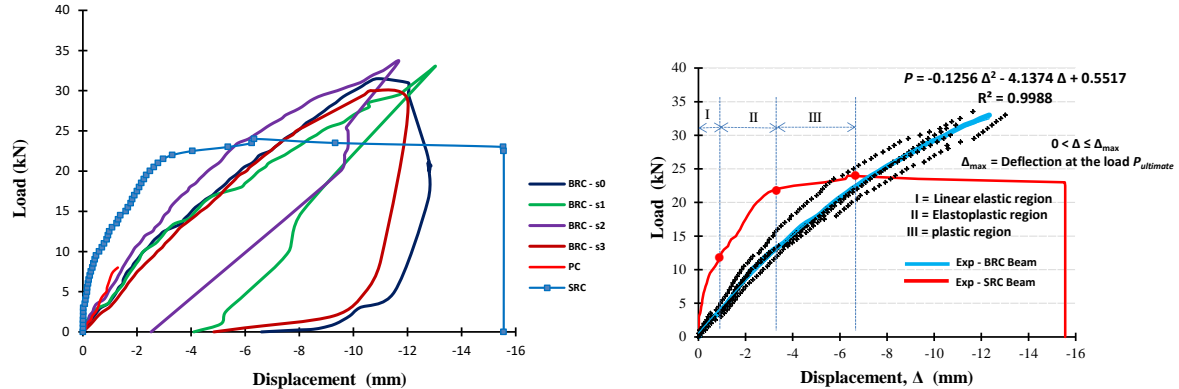 40
35
30
25
20
15
10
5
0
Load (kN)
0 -2 -4 -6 -8 -10 -12 -14 -16
Displacement (mm)
BRC - s0
BRC - s1
BRC - s2
BRC - s3
PC
SRC
P = -0.1256 Δ² - 4.1374 Δ + 0.5517
R² = 0.9988
40
35
30
25
20
15
10
5
0
Load (kN)
I II III
0 < Δ ≤ Δmax
Δmax = Deflection at the load Pultimate
I = Linear elastic region
II = Elastoplastic region
III = plastic region
Exp - BRC Beam
Exp - SRC Beam
0 -2 -4 -6 -8 -10 -12 -14 -16
Displacement, Δ (mm)